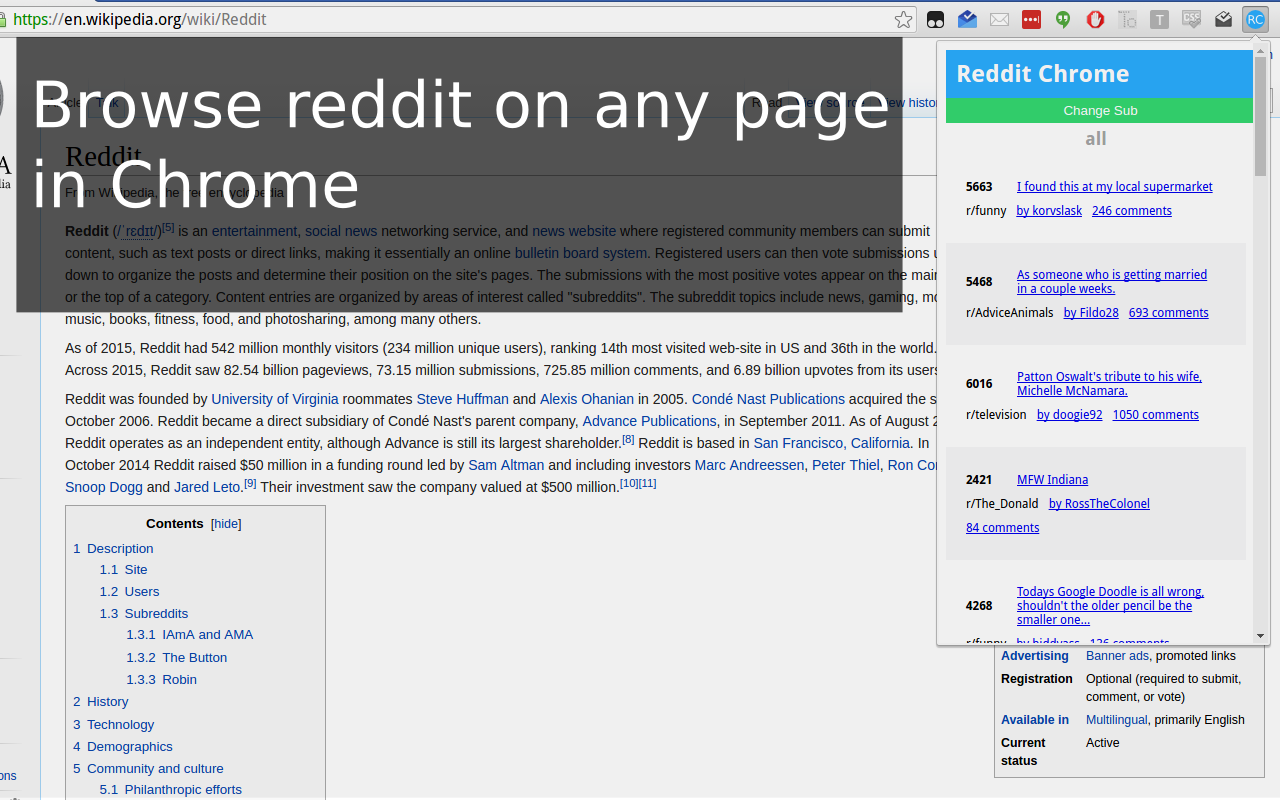 https://en.wikipedia.org/wiki/Reddit
RC
Browse reddit on any page
in Chrome
Read
Reddit
From Wikipedia, the free encyclopedia
Reddit (/ˈrɛdɪt/)[5] is an entertainment, social news networking service, and news website where registered community members can submit
content, such as text posts or direct links, making it essentially an online bulletin board system. Registered users can then vote submissions
down to organize the posts and determine their position on the site's pages. The submissions with the most positive votes appear on the
or the top of a category. Content entries are organized by areas of interest called "subreddits". The subreddit topics include news, gaming,
music, books, fitness, food, and photosharing, among many others.
As of 2015, Reddit had 542 million monthly visitors (234 million unique users), ranking 14th most visited web-site in US and 36th in the world.
Across 2015, Reddit saw 82.54 billion pageviews, 73.15 million submissions, 725.85 million comments, and 6.89 billion upvotes from its
Reddit was founded by University of Virginia roommates Steve Huffman and Alexis Ohanian in 2005. Condé Nast Publications acquired the
October 2006. Reddit became a direct subsidiary of Condé Nast's parent company, Advance Publications, in September 2011. As of August
Reddit operates as an independent entity, although Advance is still its largest shareholder.[8] Reddit is based in San Francisco, California. In
October 2014 Reddit raised $50 million in a funding round led by Sam Altman and including investors Marc Andreessen, Peter Thiel, Ron
Snoop Dogg and Jared Leto.[9] Their investment saw the company valued at $500 million.[10][11]
Contents [hide]
1 Description
1.1 Site
1.2 Users
1.3 Subreddits
1.3.1 IAmA and AMA
1.3.2 The Button
1.3.3 Robin
2 History
3 Technology
4 Demographics
5 Community and culture
5.1 Philanthropic efforts
Reddit Chrome
Change Sub
all
5663 I found this at my local supermarket
r/funny by korvslask 246 comments
5468 As someone who is getting married
in a couple weeks.
r/AdviceAnimals by Fildo28 693 comments
6016 Patton Oswalt's tribute to his wife,
Michelle McNamara.
r/television by doogie92 1050 comments
2421 MFW Indiana
r/The_Donald by RossTheColonel
84 comments
4268 Todays Google Doodle is all wrong,
shouldn't the older pencil be the
smaller one...
Advertising Banner ads, promoted links
Registration Optional (required to submit,
comment, or vote)
Available in Multilingual, primarily English
Current Active
status